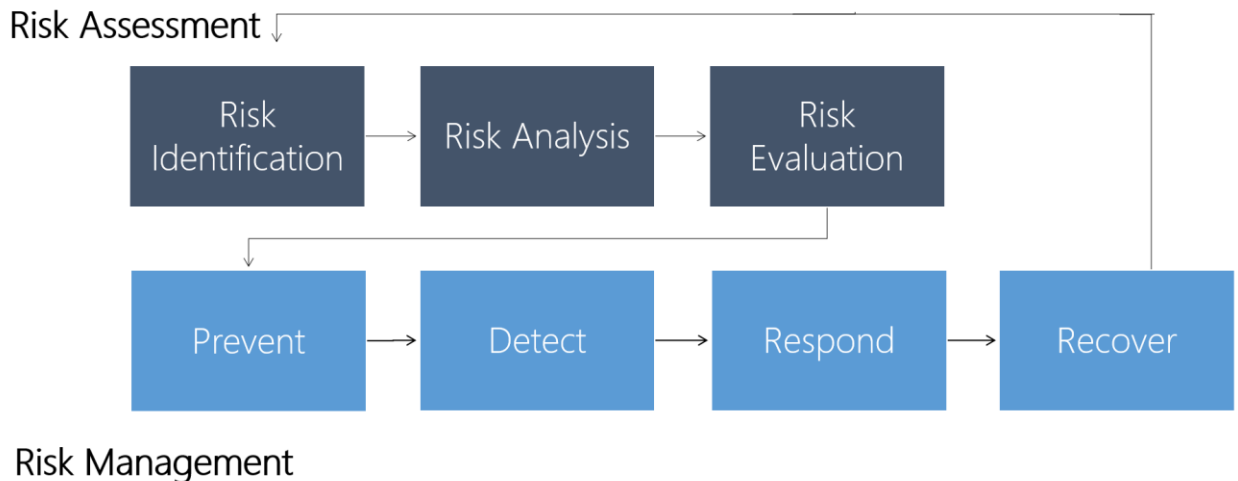 Risk Assessment
Risk
Identification
Risk Analysis
Risk
Evaluation
Prevent
Detect
Respond
Recover
Risk Management